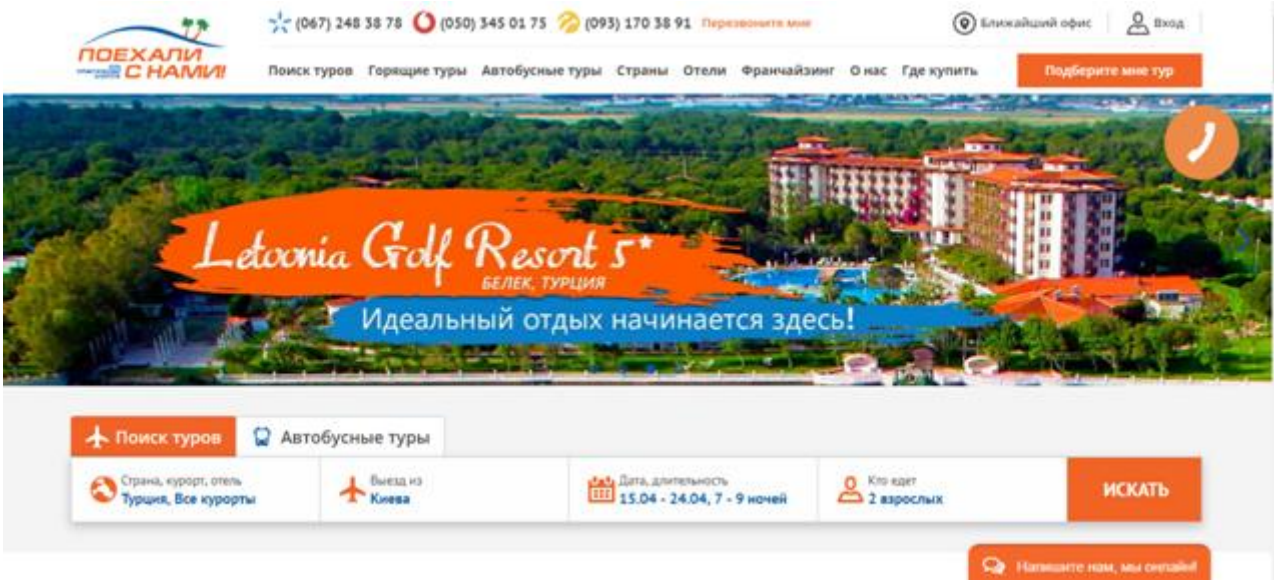 (067) 248 38 78 (050) 345 01 75 (093) 170 38 91 Перезвоните мне Ближайший офис Вход
ПОЕХАЛИ
С НАМИ!
Поиск туров Горящие туры Автобусные туры Страны Отели Франчайзинг О нас Где купить Подберите мне тур
Letoonia Golf Resort 5*
БЕЛЕК, ТУРЦИЯ
Идеальный отдых начинается здесь!
Поиск туров Автобусные туры
Страна, курорт, отель Выезд из Дата, длительность Кто едет
Турция, Все курорты Киева 15.04 - 24.04, 7 - 9 ночей 2 взрослых ИСКАТЬ
Напишите нам, мы онлайн!